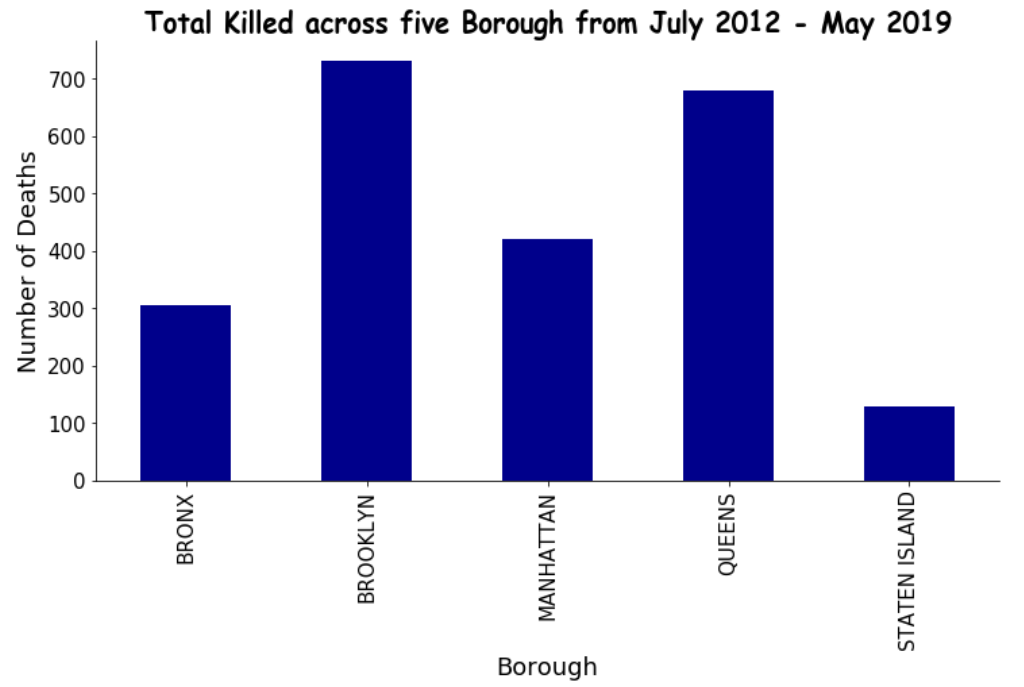 Total Killed across five Borough from July 2012 - May 2019
Number of Deaths
700
600
500
400
300
200
100
0
BRONX
BROOKLYN
MANHATTAN
QUEENS
STATEN ISLAND
Borough